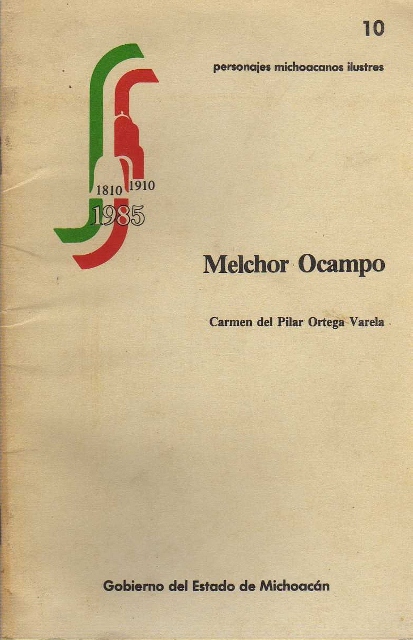 10
personajes michoacanos ilustres
1810 1910
1985
Melchor Ocampo
Carmen del Pilar Ortega Varela
Gobierno del Estado de Michoacán